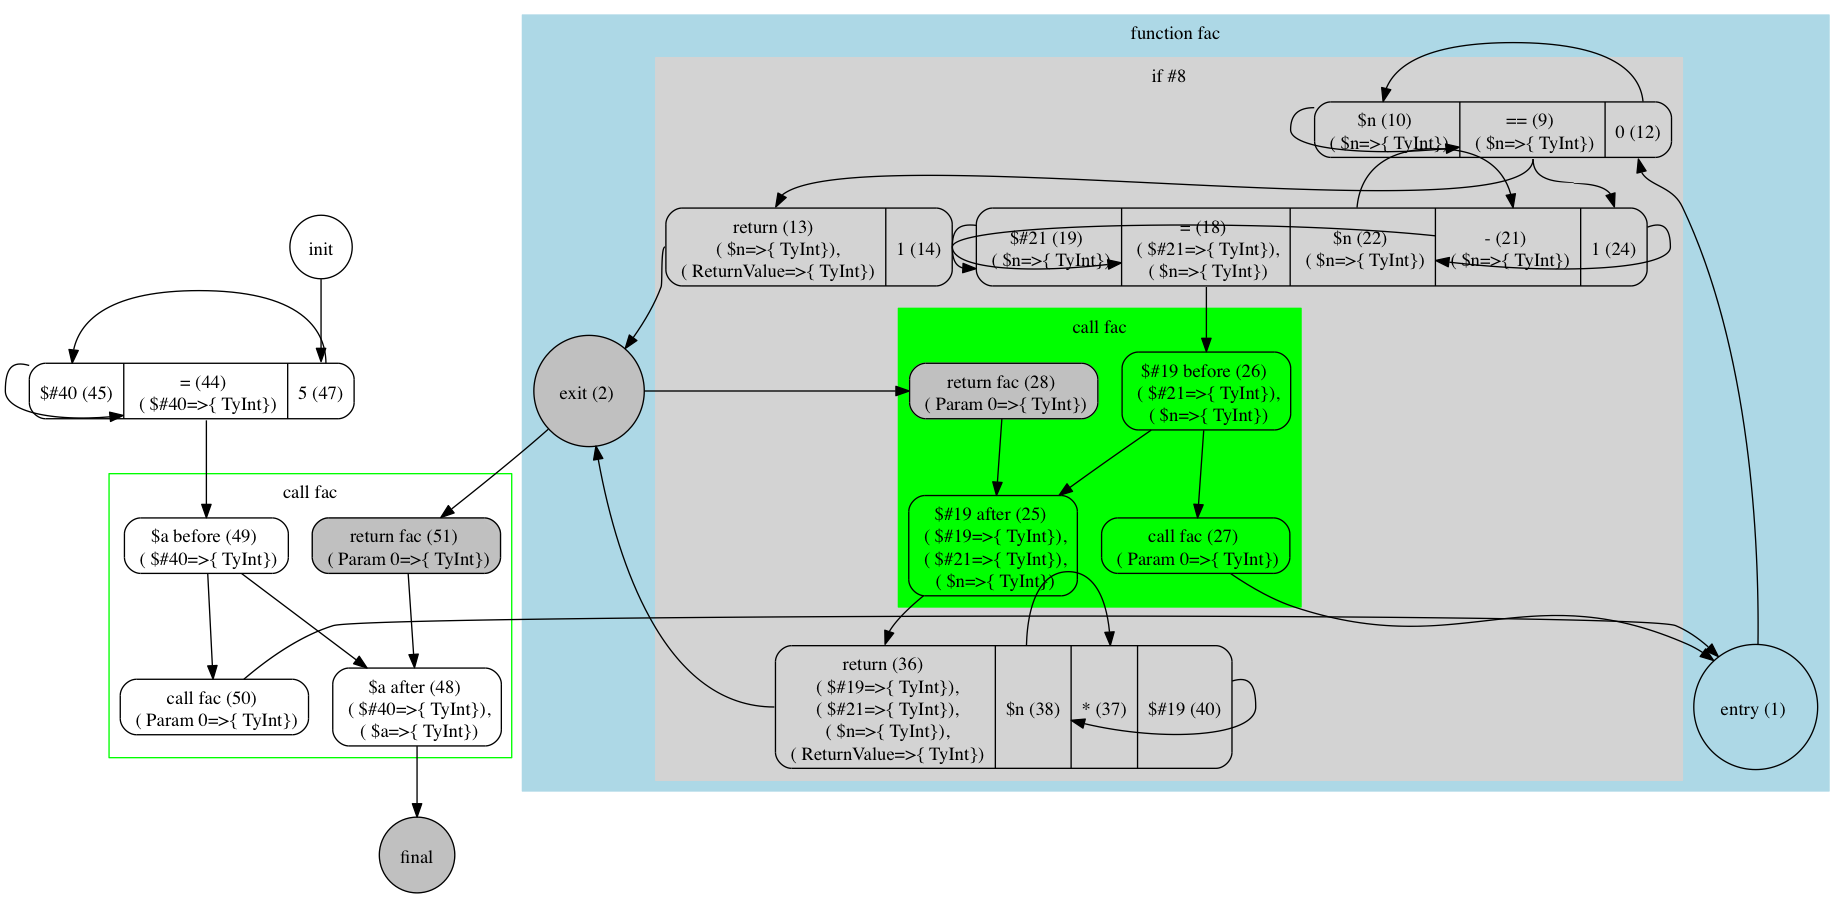 function fac
if #8
$n (10)
( $n=>{ TyInt})
== (9)
( $n=>{ TyInt})
0 (12)
return (13)
( $n=>{ TyInt}),
( ReturnValue=>{ TyInt})
1 (14)
$#21 (19)
( $n=>{ TyInt})
= (18)
( $#21=>{ TyInt}),
( $n=>{ TyInt})
$n (22)
( $n=>{ TyInt})
- (21)
( $n=>{ TyInt})
1 (24)
init
$#40 (45)
= (44)
( $#40=>{ TyInt})
5 (47)
exit (2)
call fac
return fac (28)
( Param 0=>{ TyInt})
$#19 before (26)
( $#21=>{ TyInt}),
( $n=>{ TyInt})
$#19 after (25)
( $#19=>{ TyInt}),
( $#21=>{ TyInt}),
( $n=>{ TyInt})
call fac (27)
( Param 0=>{ TyInt})
call fac
$a before (49)
( $#40=>{ TyInt})
return fac (51)
( Param 0=>{ TyInt})
call fac (50)
( Param 0=>{ TyInt})
$a after (48)
( $#40=>{ TyInt}),
( $a=>{ TyInt})
return (36)
( $#19=>{ TyInt}),
( $#21=>{ TyInt}),
( $n=>{ TyInt}),
( ReturnValue=>{ TyInt})
$n (38)
* (37)
$#19 (40)
entry (1)
final